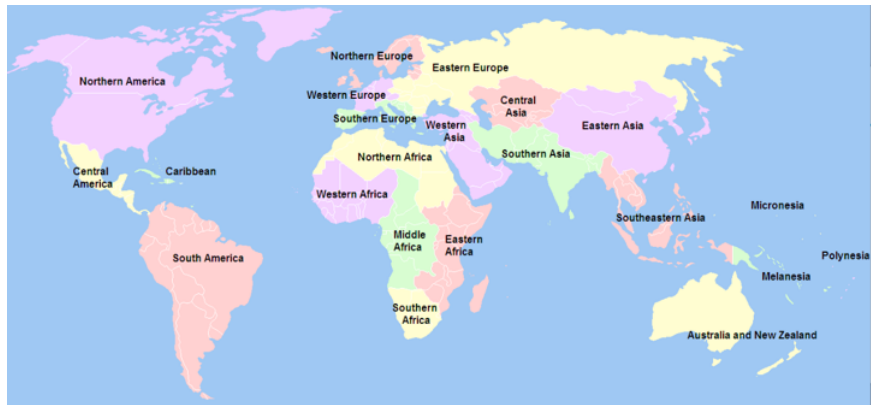 Northern Europe
Eastern Europe
Northern America
Western Europe
Central
Asia
Southern Europe
Western
Asia
Eastern Asia
Northern Africa
Southern Asia
Central
America
Caribbean
Western Africa
Micronesia
Southeastern Asia
Middle
Africa
Eastern
Africa
South America
Polynesia
Melanesia
Southern
Africa
Australia and New Zealand